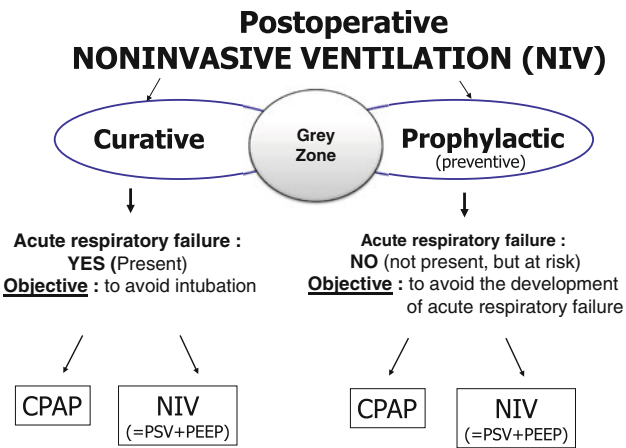 Postoperative
NONINVASIVE VENTILATION (NIV)
Curative
Grey
Zone
Prophylactic
(preventive)
Acute respiratory failure :
YES (Present)
Objective : to avoid intubation
Acute respiratory failure :
NO (not present, but at risk)
Objective : to avoid the development
of acute respiratory failure
CPAP
NIV
(=PSV+PEEP)
CPAP
NIV
(=PSV+PEEP)